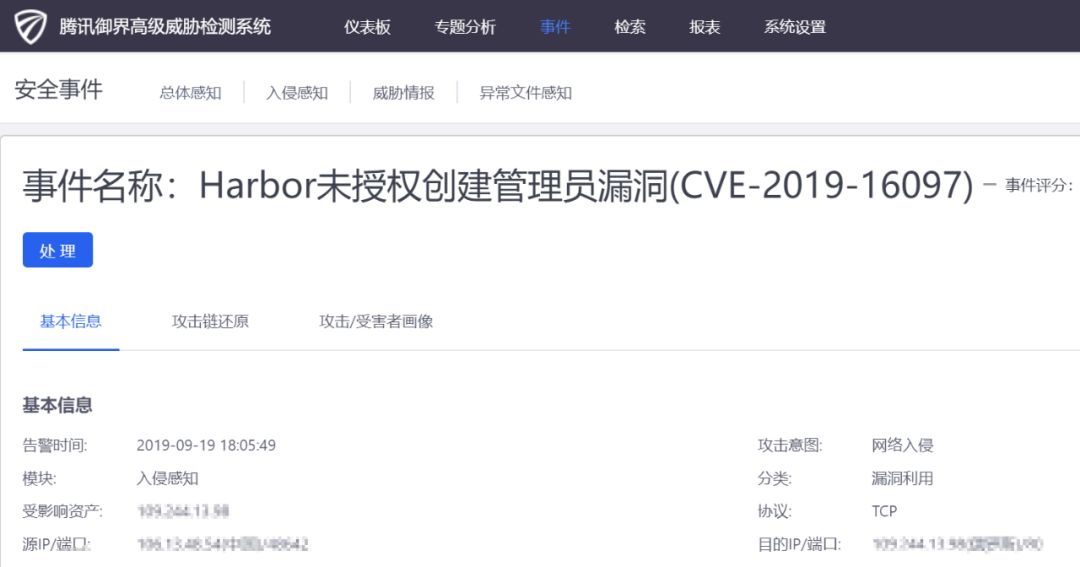 腾讯御界高级威胁检测系统 仪表板 专题分析 事件 检索 报表 系统设置
安全事件 总体感知 入侵感知 威胁情报 异常文件感知
事件名称：Harbor未授权创建管理员漏洞(CVE-2019-16097) — 事件评分：
处 理
基本信息 攻击链还原 攻击/受害者画像
基本信息
告警时间: 2019-09-19 18:05:49 攻击意图: 网络入侵
模块: 入侵感知 分类: 漏洞利用
受影响资产: 协议: TCP
源IP/端口: 目的IP/端口: